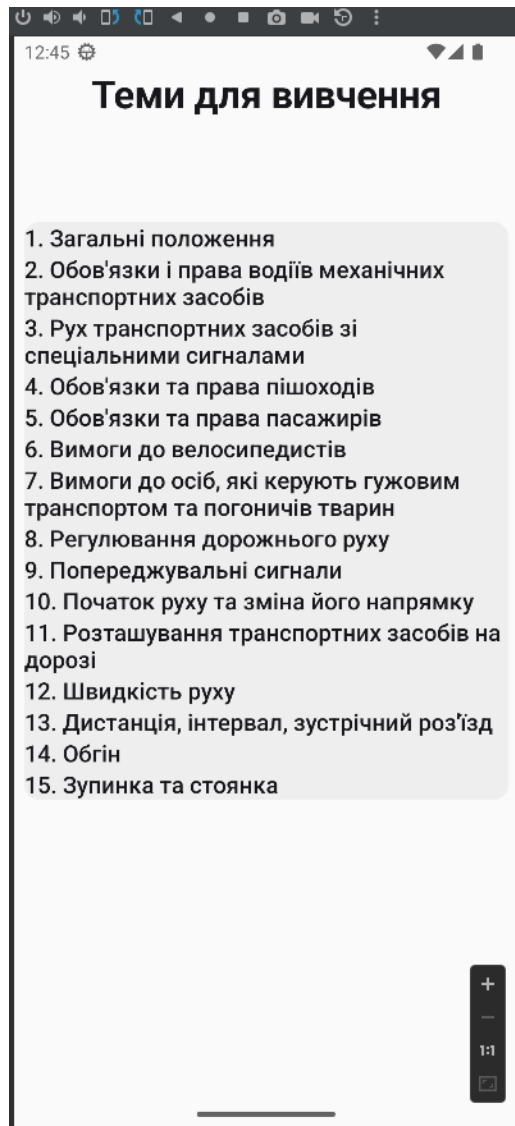 12:45
Теми для вивчення
1. Загальні положення
2. Обов'язки і права водіїв механічних
транспортних засобів
3. Рух транспортних засобів зі
спеціальними сигналами
4. Обов'язки та права пішоходів
5. Обов'язки та права пасажирів
6. Вимоги до велосипедистів
7. Вимоги до осіб, які керують гужовим
транспортом та погоничів тварин
8. Регулювання дорожнього руху
9. Попереджувальні сигнали
10. Початок руху та зміна його напрямку
11. Розташування транспортних засобів на
дорозі
12. Швидкість руху
13. Дистанція, інтервал, зустрічний роз'їзд
14. Обгін
15. Зупинка та стоянка
1:1